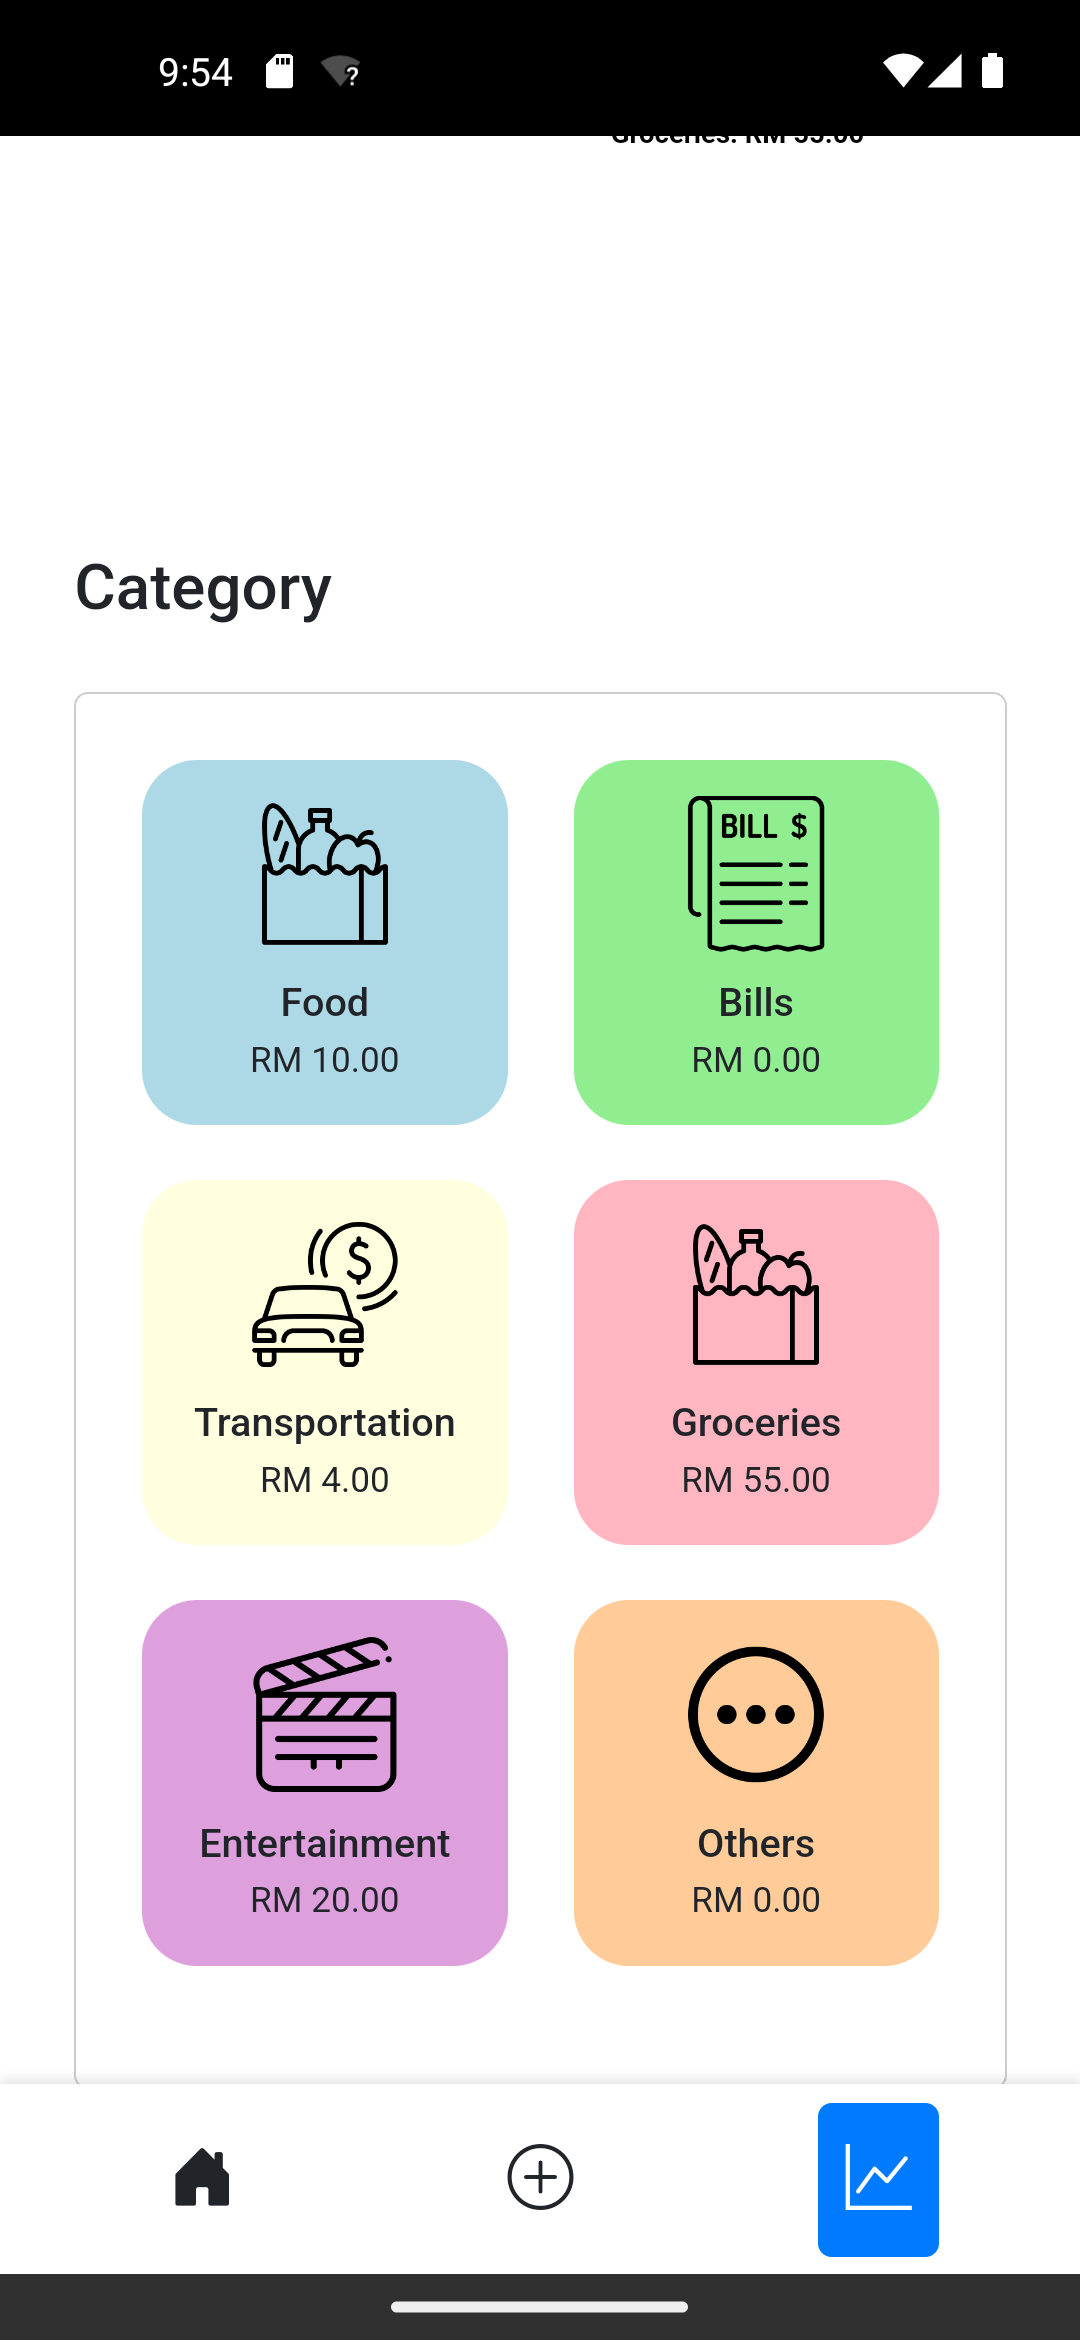 9:54
Groceries: RM 55.00
Category
BILL $
Food
Bills
RM 10.00
RM 0.00
$
Transportation
Groceries
RM 4.00
RM 55.00
Entertainment
Others
RM 20.00
RM 0.00